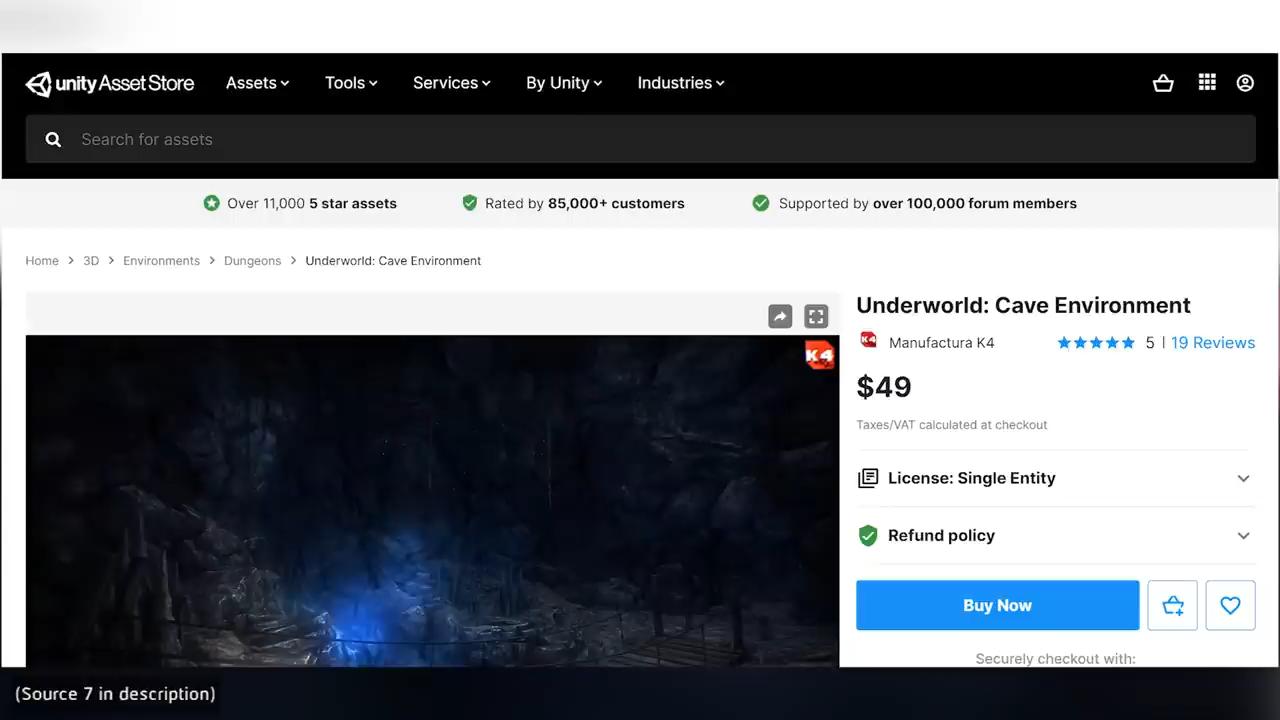 unity Asset Store Assets Tools Services By Unity Industries
Search for assets
Over 11,000 5 star assets Rated by 85,000+ customers Supported by over 100,000 forum members
Home > 3D > Environments > Dungeons > Underworld: Cave Environment
K4
Underworld: Cave Environment
K4 Manufactura K4 5 | 19 Reviews
$49
Taxes/VAT calculated at checkout
License: Single Entity
Refund policy
Buy Now
Securely checkout with:
(Source 7 in description)